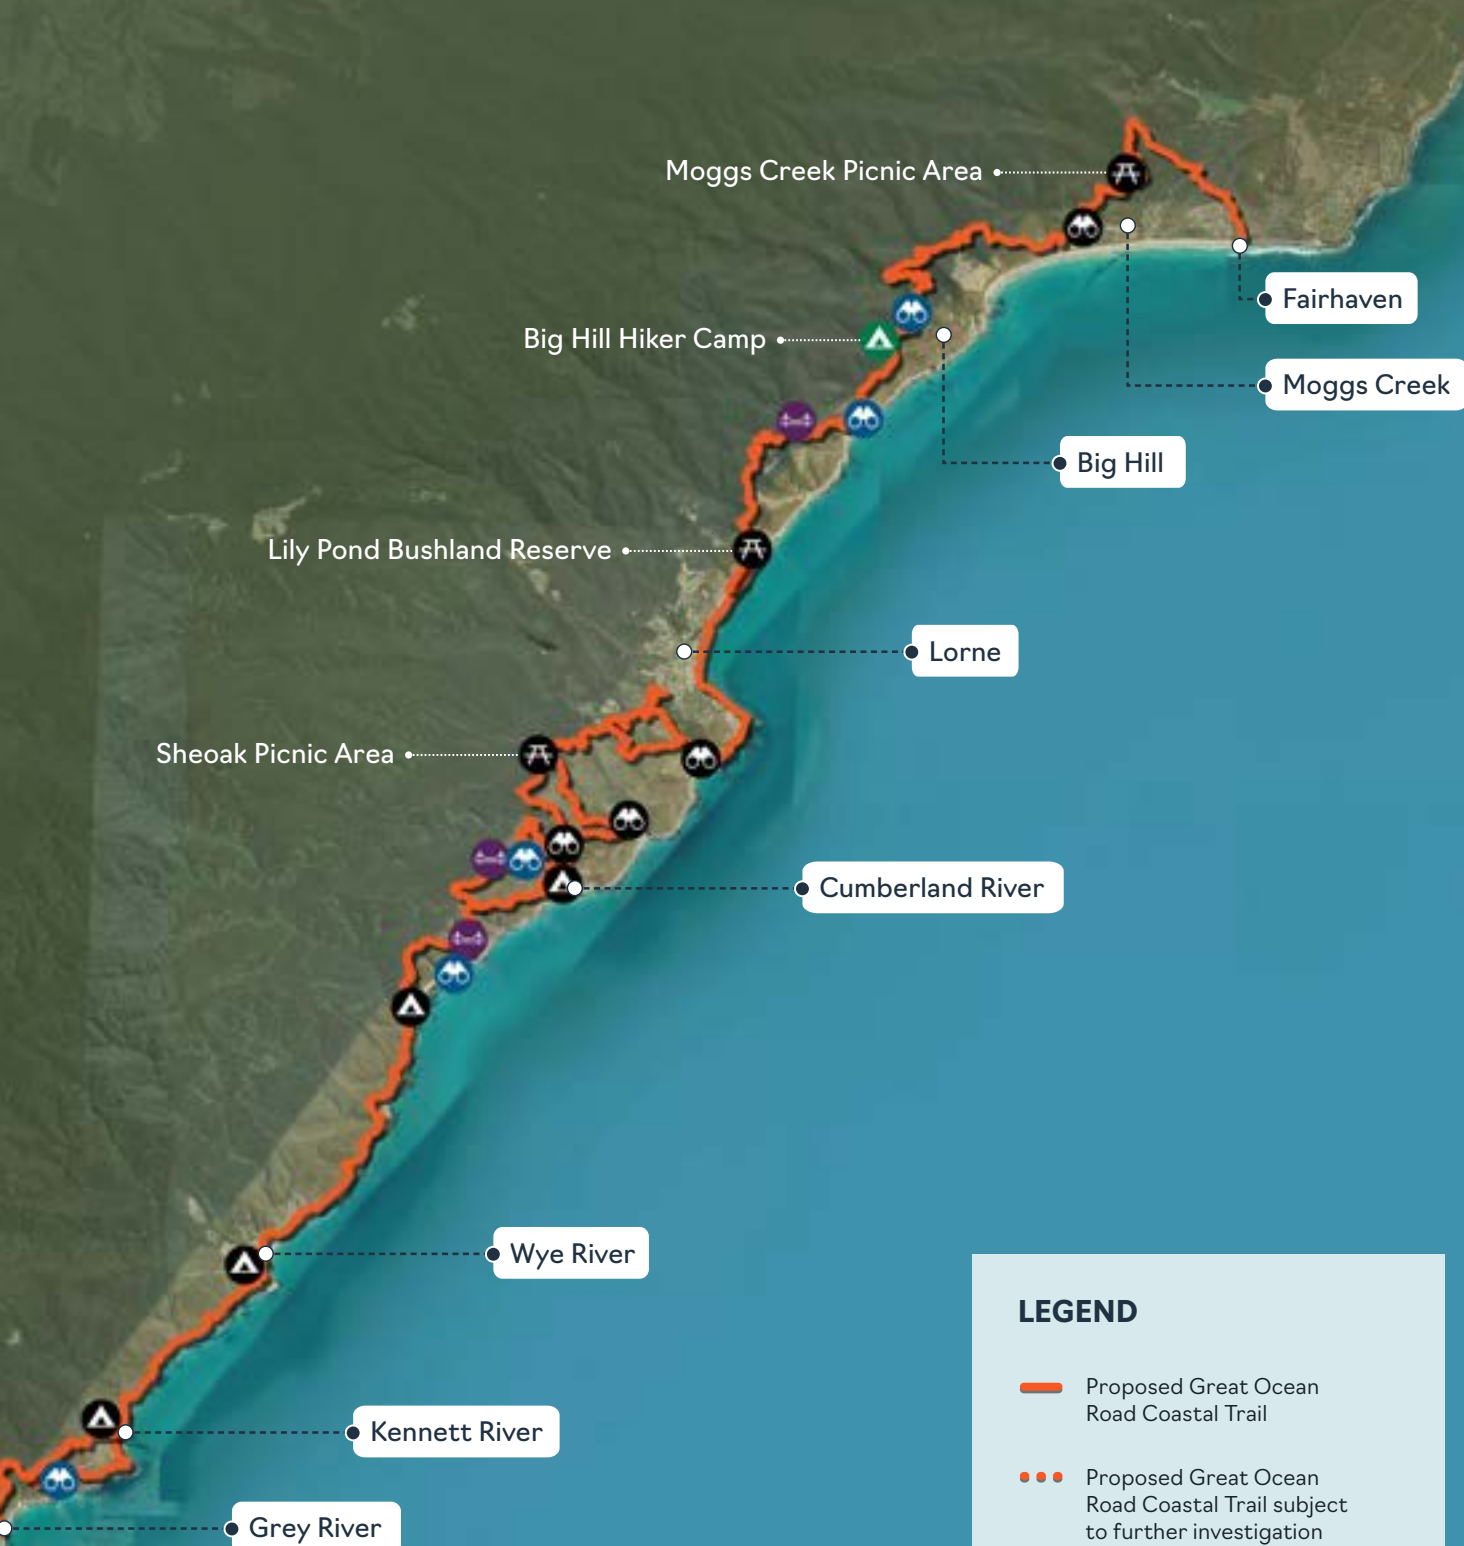 Moggs Creek Picnic Area
Fairhaven
Big Hill Hiker Camp
Moggs Creek
Big Hill
Lily Pond Bushland Reserve
Lorne
Sheoak Picnic Area
Cumberland River
Wye River
LEGEND
Proposed Great Ocean
Road Coastal Trail
Kennett River
Proposed Great Ocean
Road Coastal Trail subject
to further investigation
Grey River